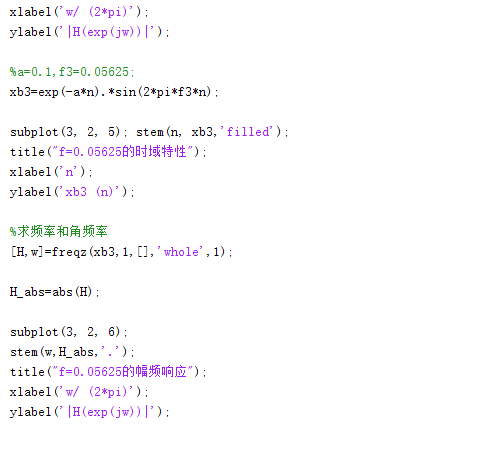 xlabel('w/ (2*pi)');
ylabel('|H(exp(jw))|');
%a=0.1,f3=0.05625;
xb3=exp(-a*n).*sin(2*pi*f3*n);
subplot(3, 2, 5); stem(n, xb3,'filled');
title("f=0.05625的时域特性");
xlabel('n');
ylabel('xb3 (n)');
%求频率和角频率
[H,w]=freqz(xb3,1,[],'whole',1);
H_abs=abs(H);
subplot(3, 2, 6);
stem(w,H_abs,'.');
title("f=0.05625的幅频响应");
xlabel('w/ (2*pi)');
ylabel('|H(exp(jw))|');